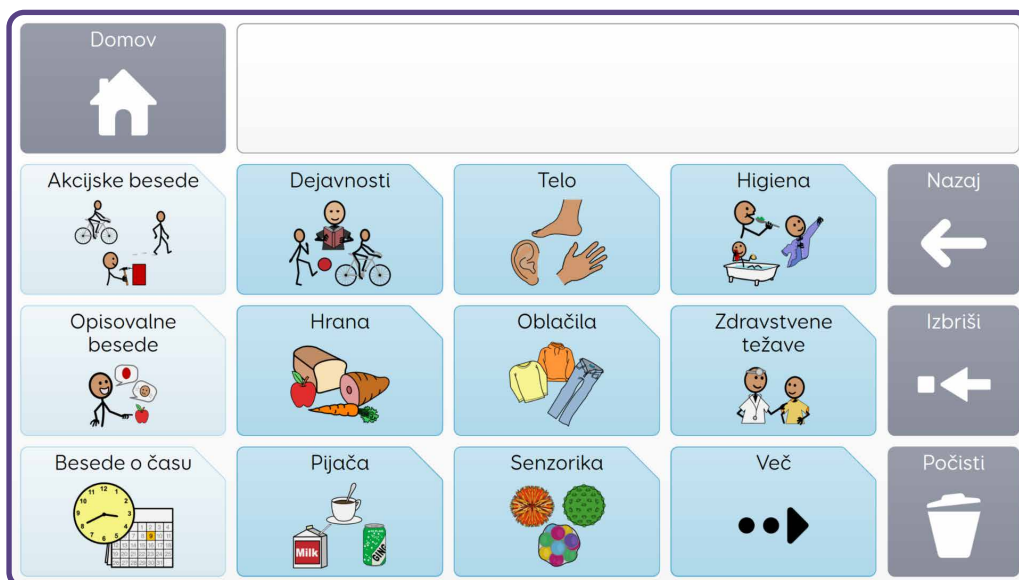 Domov
Akcijske besede
Dejavnosti
Telo
Higiena
Nazaj
Opisovalne
besede
Hrana
Oblačila
Zdravstvene
težave
Izbriši
Besede o času
Pijača
Senzorika
Več
Počisti
Milk